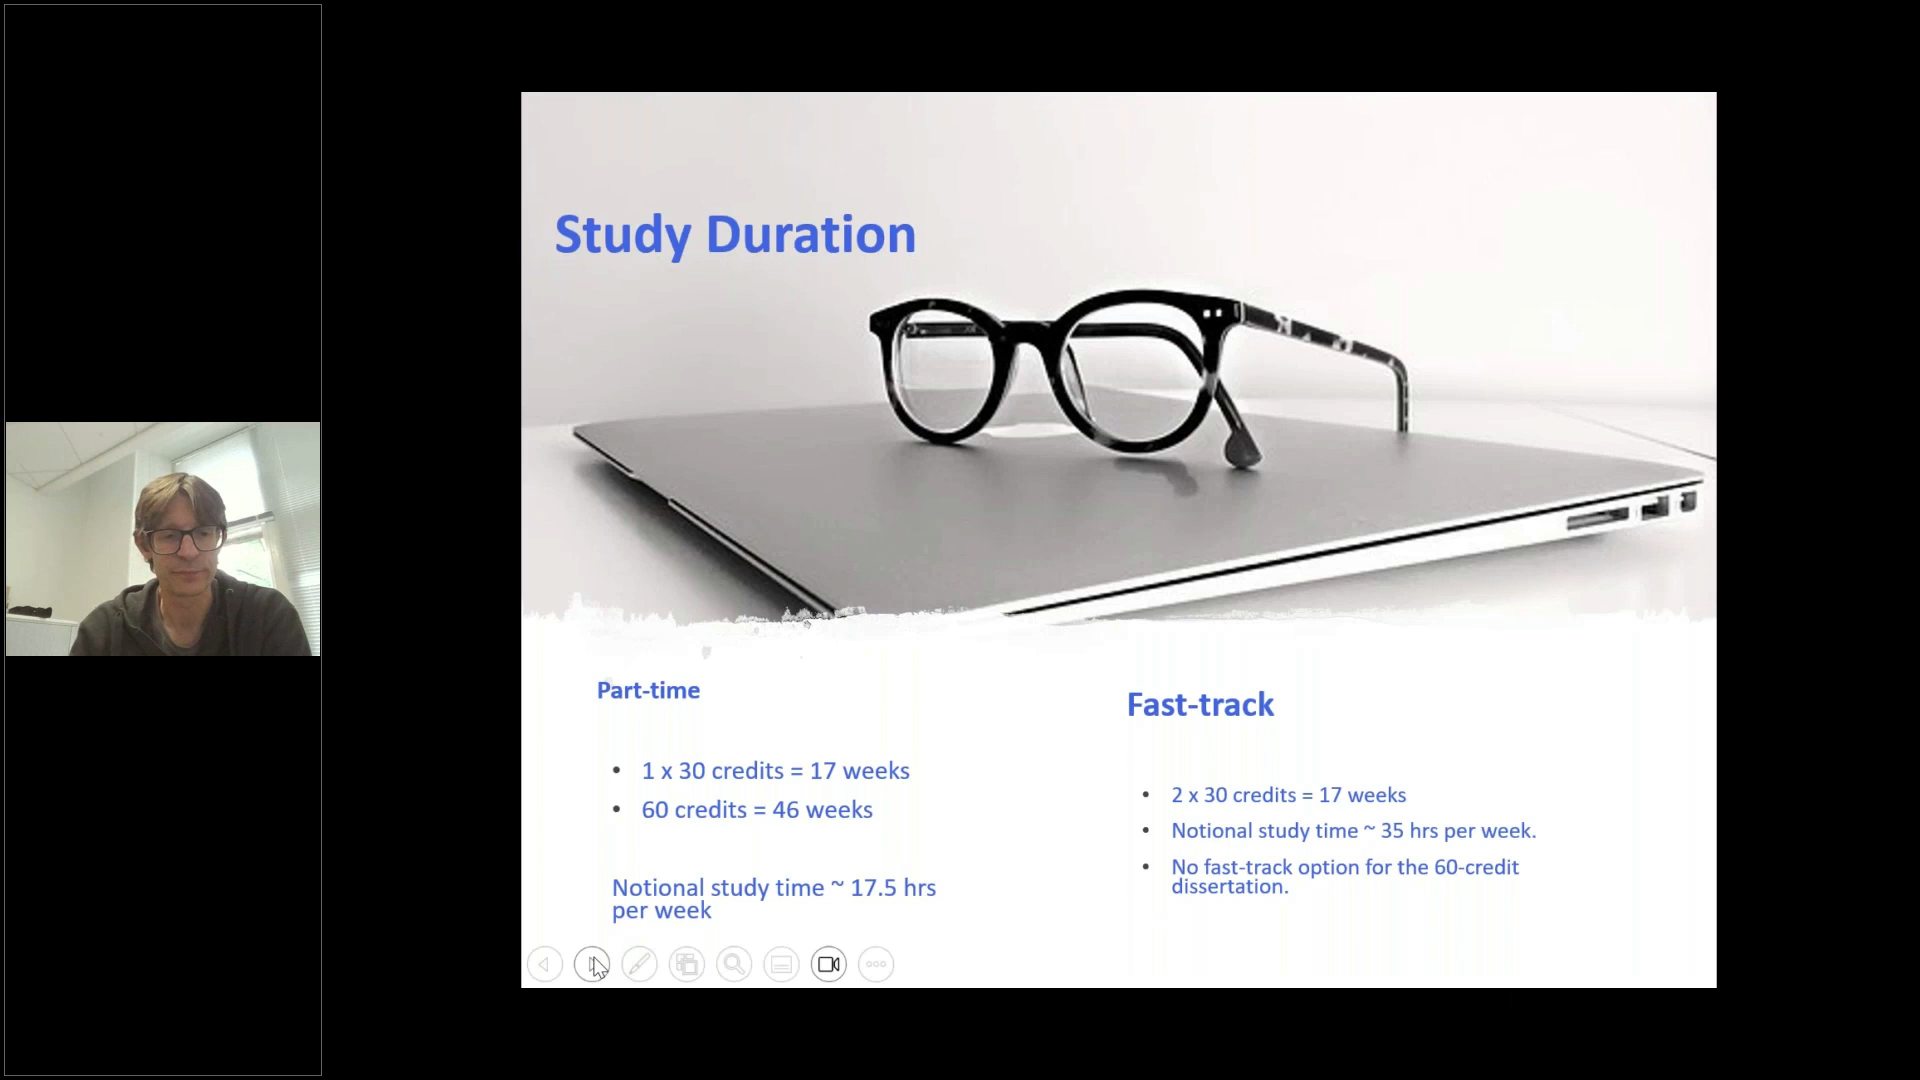 Study Duration
Part-time
• 1 x 30 credits = 17 weeks
• 60 credits = 46 weeks
Notional study time ~ 17.5 hrs
per week
Fast-track
• 2 x 30 credits = 17 weeks
• Notional study time ~ 35 hrs per week.
• No fast-track option for the 60-credit
dissertation.